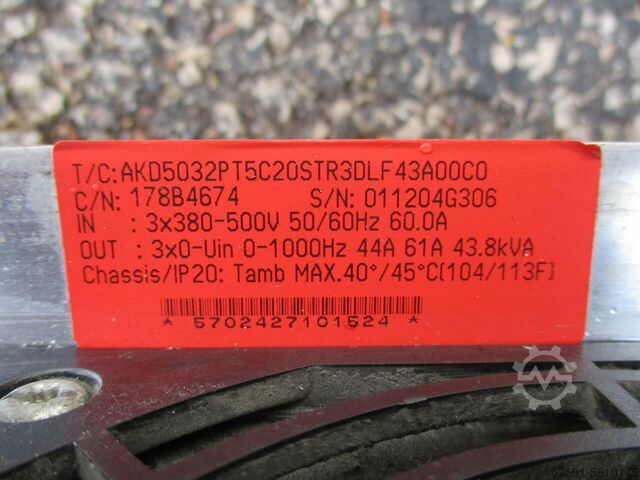 T/C:AKD5032PT5C20STR3DLF43A00C0
C/N: 178B4674 S/N: 011204G306
IN : 3x380-500V 50/60Hz 60.0A
OUT : 3x0-Uin 0-1000Hz 44A 61A 43.8kVA
Chassis/IP20: Tamb MAX.40°/45°C(104/113F)
* 5702427101524 *